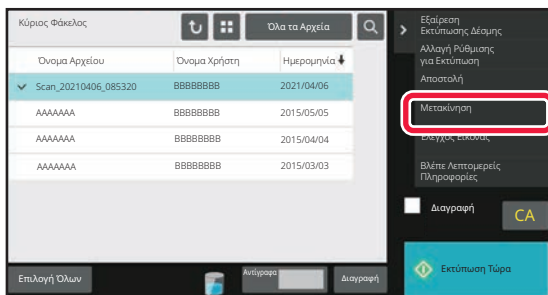 Κύριος Φάκελος
Όλα τα Αρχεία
Όνομα Αρχείου
Όνομα Χρήστη
Ημερομηνία
Scan_20210406_085320
BBBBBBBB
2021/04/06
AAAAAAA
BBBBBBBB
2015/05/05
AAAAAAA
BBBBBBBB
2015/04/04
AAAAAAA
BBBBBBBB
2015/03/03
Επιλογή Όλων
Αντίγραφα
Διαγραφή
Εξαίρεση
Εκτύπωσης Δέσμης
Αλλαγή Ρύθμισης
για Εκτύπωση
Αποστολή
Μετακίνηση
Έλεγχος Εικόνας
Βλέπε Λεπτομερείς
Πληροφορίες
Διαγραφή
CA
Εκτύπωση Τώρα